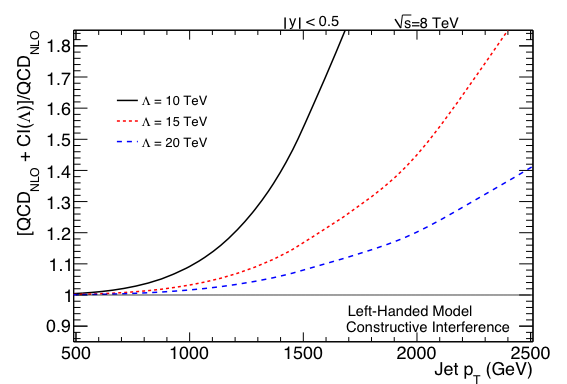 |y| < 0.5 √s=8 TeV
[QCD_NLO + CI(Λ)]/QCD_NLO
1.8
1.7
1.6
1.5
1.4
1.3
1.2
1.1
1
0.9
Λ = 10 TeV
Λ = 15 TeV
Λ = 20 TeV
Left-Handed Model
Constructive Interference
500 1000 1500 2000 2500
Jet p_T (GeV)